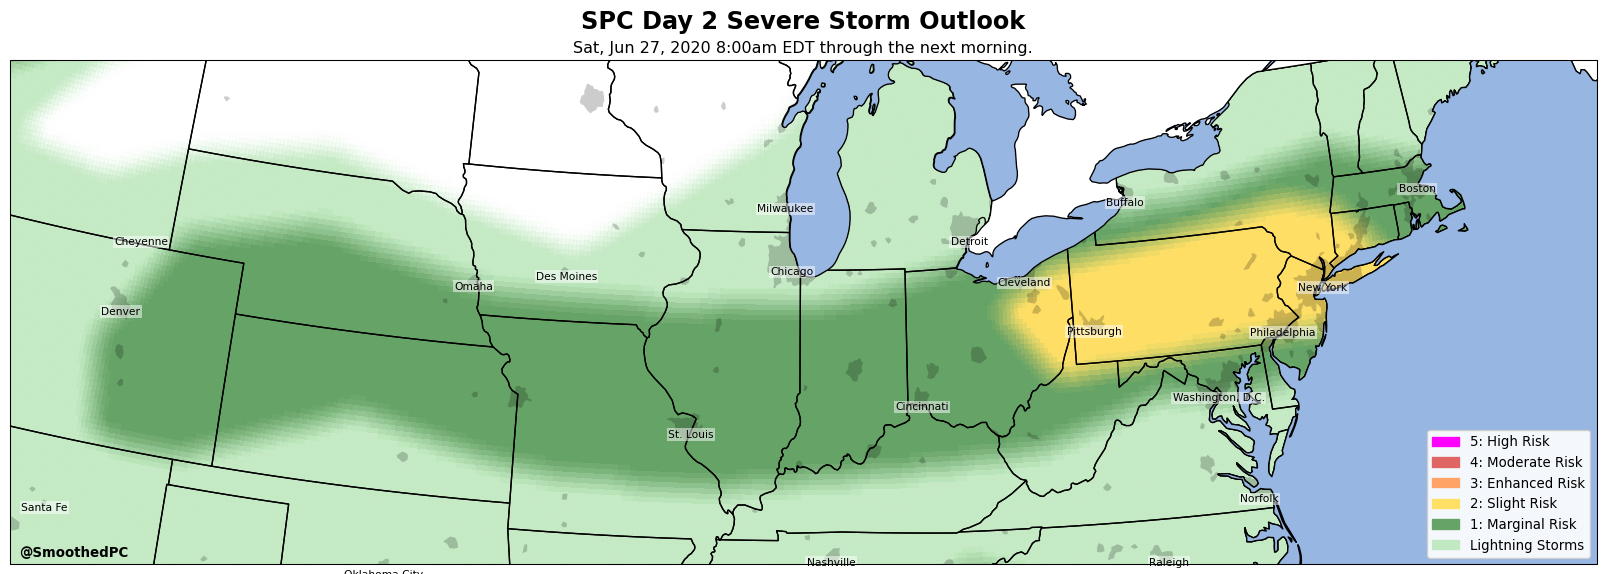 SPC Day 2 Severe Storm Outlook
Sat, Jun 27, 2020 8:00am EDT through the next morning.
Boston
Buffalo
Milwaukee
Cheyenne
Detroit
Chicago
Des Moines
Cleveland
Omaha
New York
Denver
Pittsburgh
Philadelphia
Washington, D.C.
Cincinnati
St. Louis
5: High Risk
4: Moderate Risk
3: Enhanced Risk
2: Slight Risk
1: Marginal Risk
Lightning Storms
Norfolk
Santa Fe
@SmoothedPC
Nashville
Raleigh
Oklahoma City